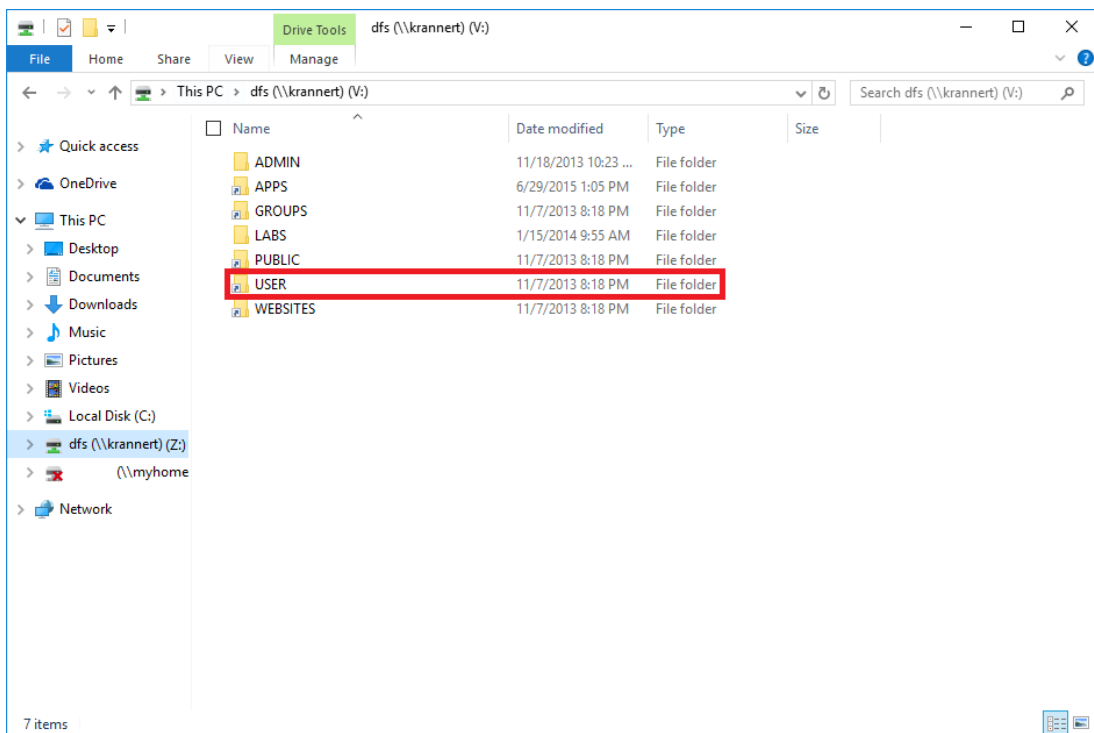 Drive Tools dfs (\\krannert) (V:)
File Home Share View Manage ?
This PC > dfs (\\krannert) (V:) Search dfs (\\krannert) (V:)
Name Date modified Type Size
Quick access
OneDrive
This PC
Desktop
Documents
Downloads
Music
Pictures
Videos
Local Disk (C:)
dfs (\\krannert) (Z:)
(\\myhome
Network
ADMIN 11/18/2013 10:23 ... File folder
APPS 6/29/2015 1:05 PM File folder
GROUPS 11/7/2013 8:18 PM File folder
LABS 1/15/2014 9:55 AM File folder
PUBLIC 11/7/2013 8:18 PM File folder
USER 11/7/2013 8:18 PM File folder
WEBSITES 11/7/2013 8:18 PM File folder
7 items